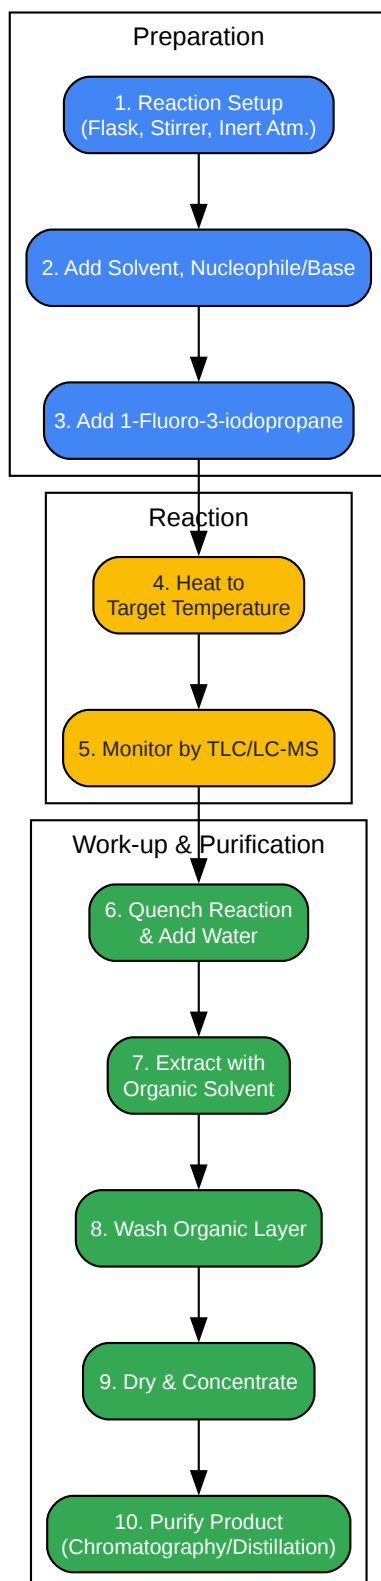 Preparation
1. Reaction Setup
(Flask, Stirrer, Inert Atm.)
2. Add Solvent, Nucleophile/Base
3. Add 1-Fluoro-3-iodopropane
Reaction
4. Heat to
Target Temperature
5. Monitor by TLC/LC-MS
Work-up & Purification
6. Quench Reaction
& Add Water
7. Extract with
Organic Solvent
8. Wash Organic Layer
9. Dry & Concentrate
10. Purify Product
(Chromatography/Distillation)